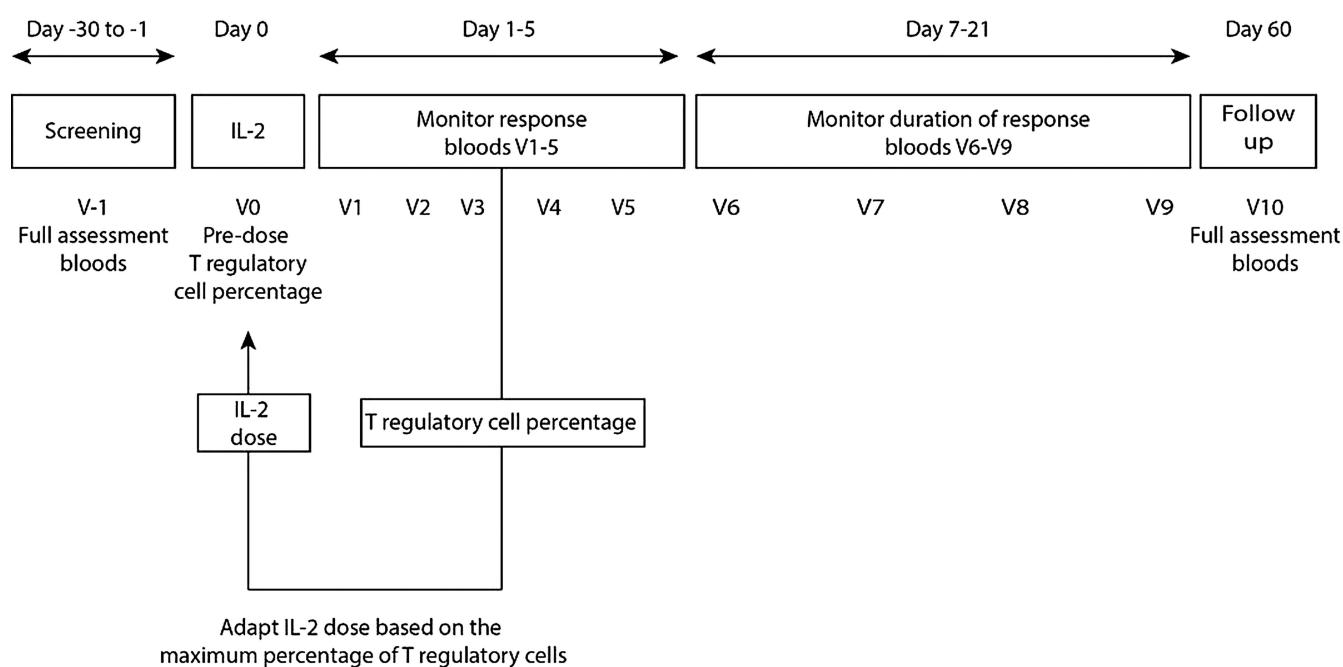 Day -30 to -1
Day 0
Day 1-5
Day 7-21
Day 60
Screening
IL-2
Monitor response
bloods V1-5
Monitor duration of response
bloods V6-V9
Follow
up
V-1
Full assessment
bloods
V0
Pre-dose
T regulatory
cell percentage
V1
V2
V3
V4
V5
V6
V7
V8
V9
V10
Full assessment
bloods
IL-2
dose
T regulatory cell percentage
Adapt IL-2 dose based on the
maximum percentage of T regulatory cells